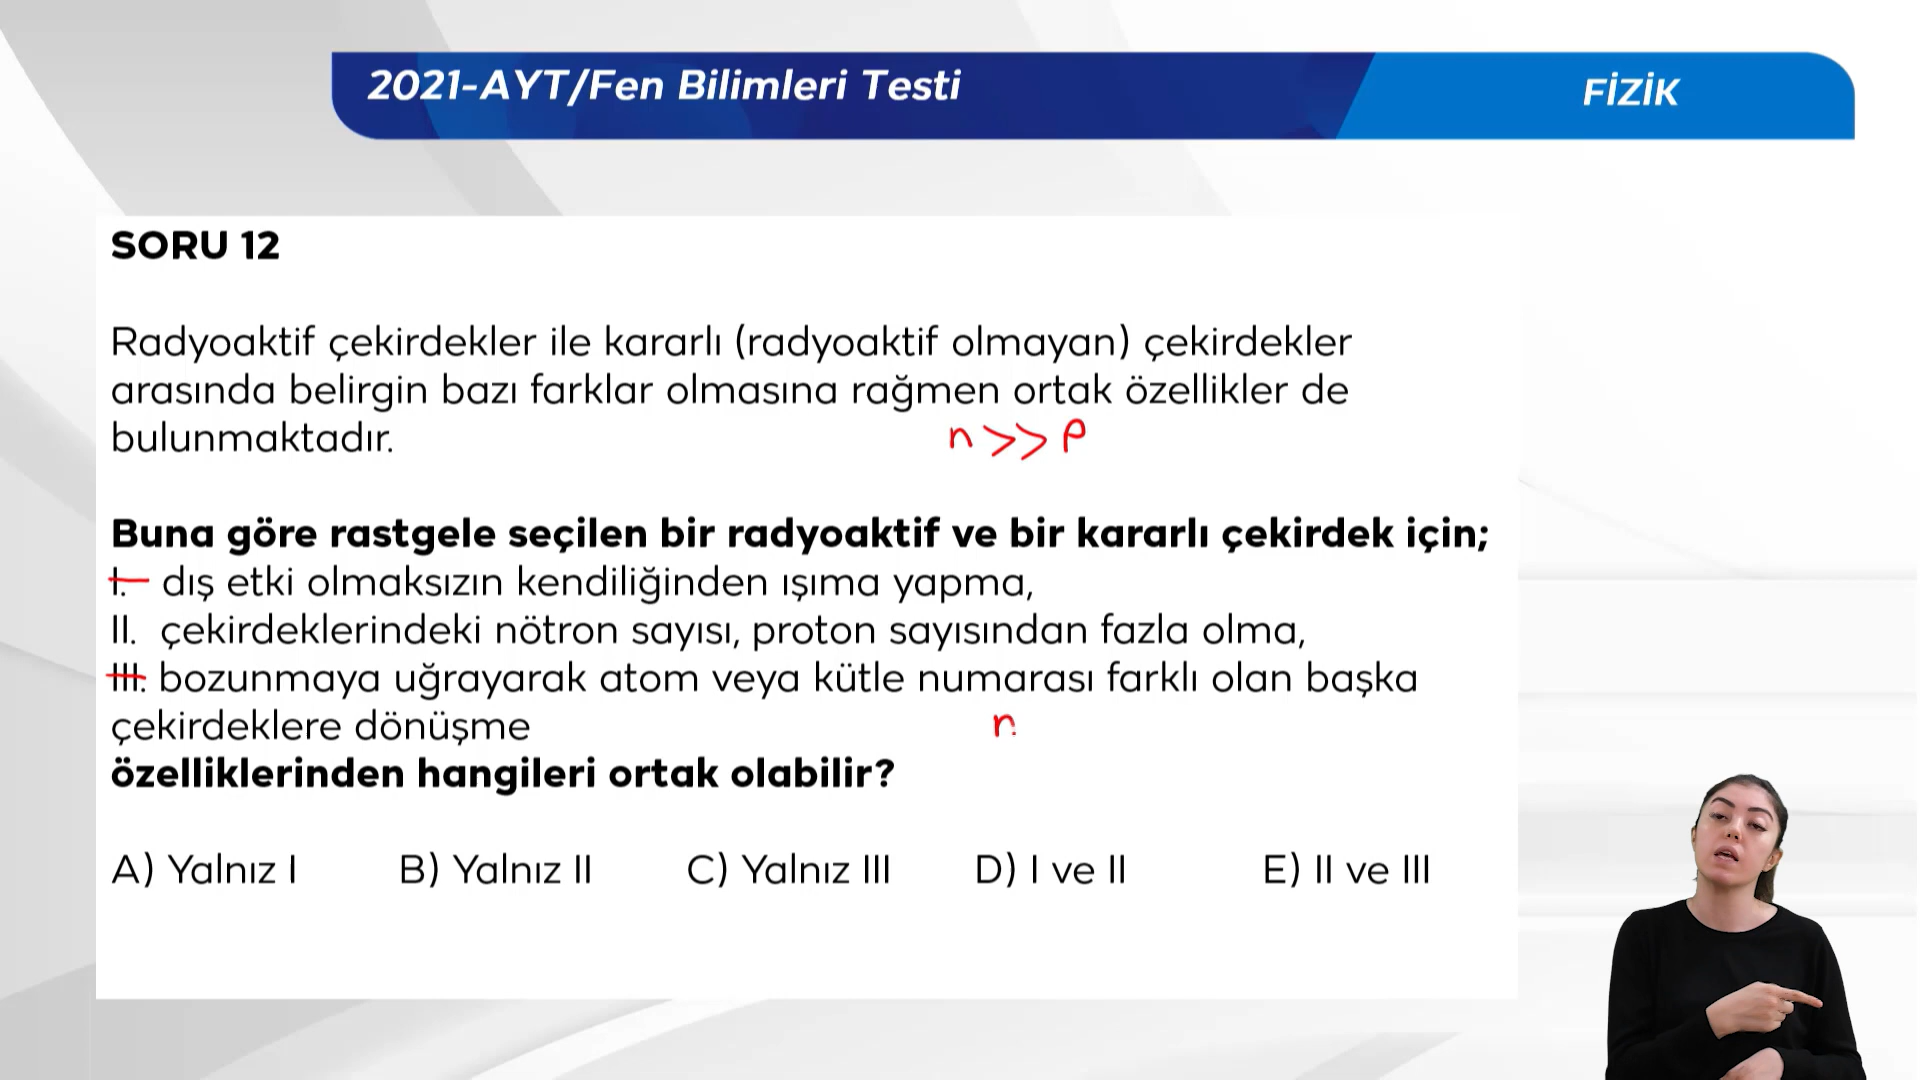 2021-AYT/Fen Bilimleri Testi
FİZİK
SORU 12
Radyoaktif çekirdekler ile kararlı (radyoaktif olmayan) çekirdekler
arasında belirgin bazı farklar olmasına rağmen ortak özellikler de
bulunmaktadır.
n >> p
Buna göre rastgele seçilen bir radyoaktif ve bir kararlı çekirdek için;
I. dış etki olmaksızın kendiliğinden ışıma yapma,
II. çekirdeklerindeki nötron sayısı, proton sayısından fazla olma,
III. bozunmaya uğrayarak atom veya kütle numarası farklı olan başka
çekirdeklere dönüşme
n
özelliklerinden hangileri ortak olabilir?
A) Yalnız I B) Yalnız II C) Yalnız III D) I ve II E) II ve III